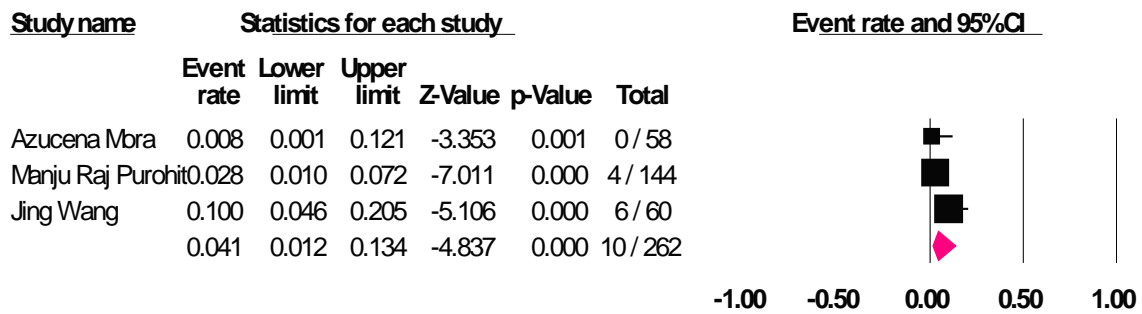 Study name Statistics for each study Event rate and 95%CI
Event Lower Upper
rate limit limit Z-Value p-Value Total
Azucena Mora 0.008 0.001 0.121 -3.353 0.001 0 / 58
Manju Raj Purohit 0.028 0.010 0.072 -7.011 0.000 4 / 144
Jing Wang 0.100 0.046 0.205 -5.106 0.000 6 / 60
0.041 0.012 0.134 -4.837 0.000 10 / 262
-1.00 -0.50 0.00 0.50 1.00